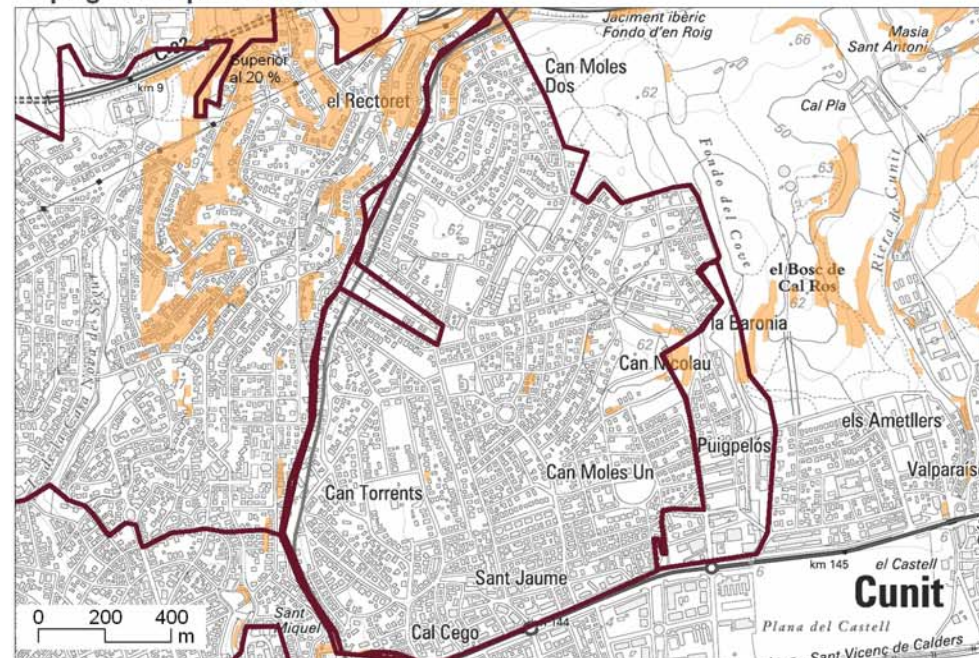 Jaciment ibèric
Fondo d'en Roig
Masia
Sant Antoni
66
79
C-32
km 9
Superior
al 20 %
Can Moles
Dos
el Rectoret
62
Cal Pla
50
Fondo del Cove
63
Riera de Cunit
62
el Bosc de
Cal Ros
62
la Baronia
62
Can Nicolau
els Ametllers
Puigpelós
Can Moles Un
Valparaís
Can Torrents
km 145
el Castell
Sant Jaume
Cunit
0 200 400
m
Sant
Miquel
Cal Cego
144
Plana del Castell
Sant Vicenç de Calders